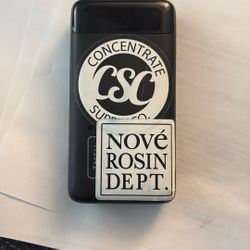 CONCENTRATE
CSC
SUPPLY CO.
NOVé
ROSIN
DEPT.